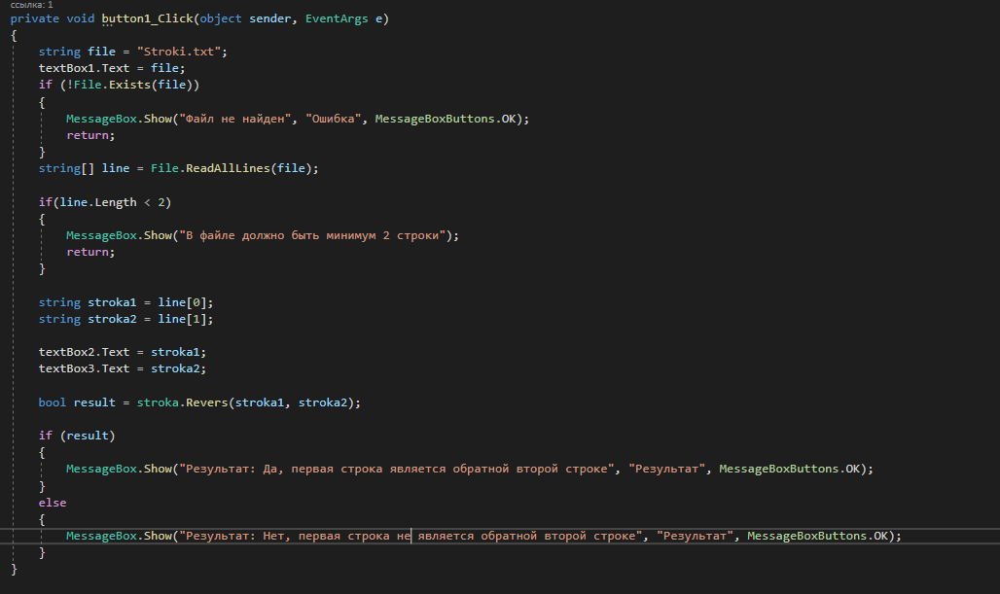 ссылка: 1
private void button1_Click(object sender, EventArgs e)
{
    string file = "Stroki.txt";
    textBox1.Text = file;
    if (!File.Exists(file))
    {
        MessageBox.Show("Файл не найден", "Ошибка", MessageBoxButtons.OK);
        return;
    }
    string[] line = File.ReadAllLines(file);

    if(line.Length < 2)
    {
        MessageBox.Show("В файле должно быть минимум 2 строки");
        return;
    }

    string stroka1 = line[0];
    string stroka2 = line[1];

    textBox2.Text = stroka1;
    textBox3.Text = stroka2;

    bool result = stroka.Revers(stroka1, stroka2);

    if (result)
    {
        MessageBox.Show("Результат: Да, первая строка является обратной второй строке", "Результат", MessageBoxButtons.OK);
    }
    else
    {
        MessageBox.Show("Результат: Нет, первая строка не является обратной второй строке", "Результат", MessageBoxButtons.OK);
    }
}